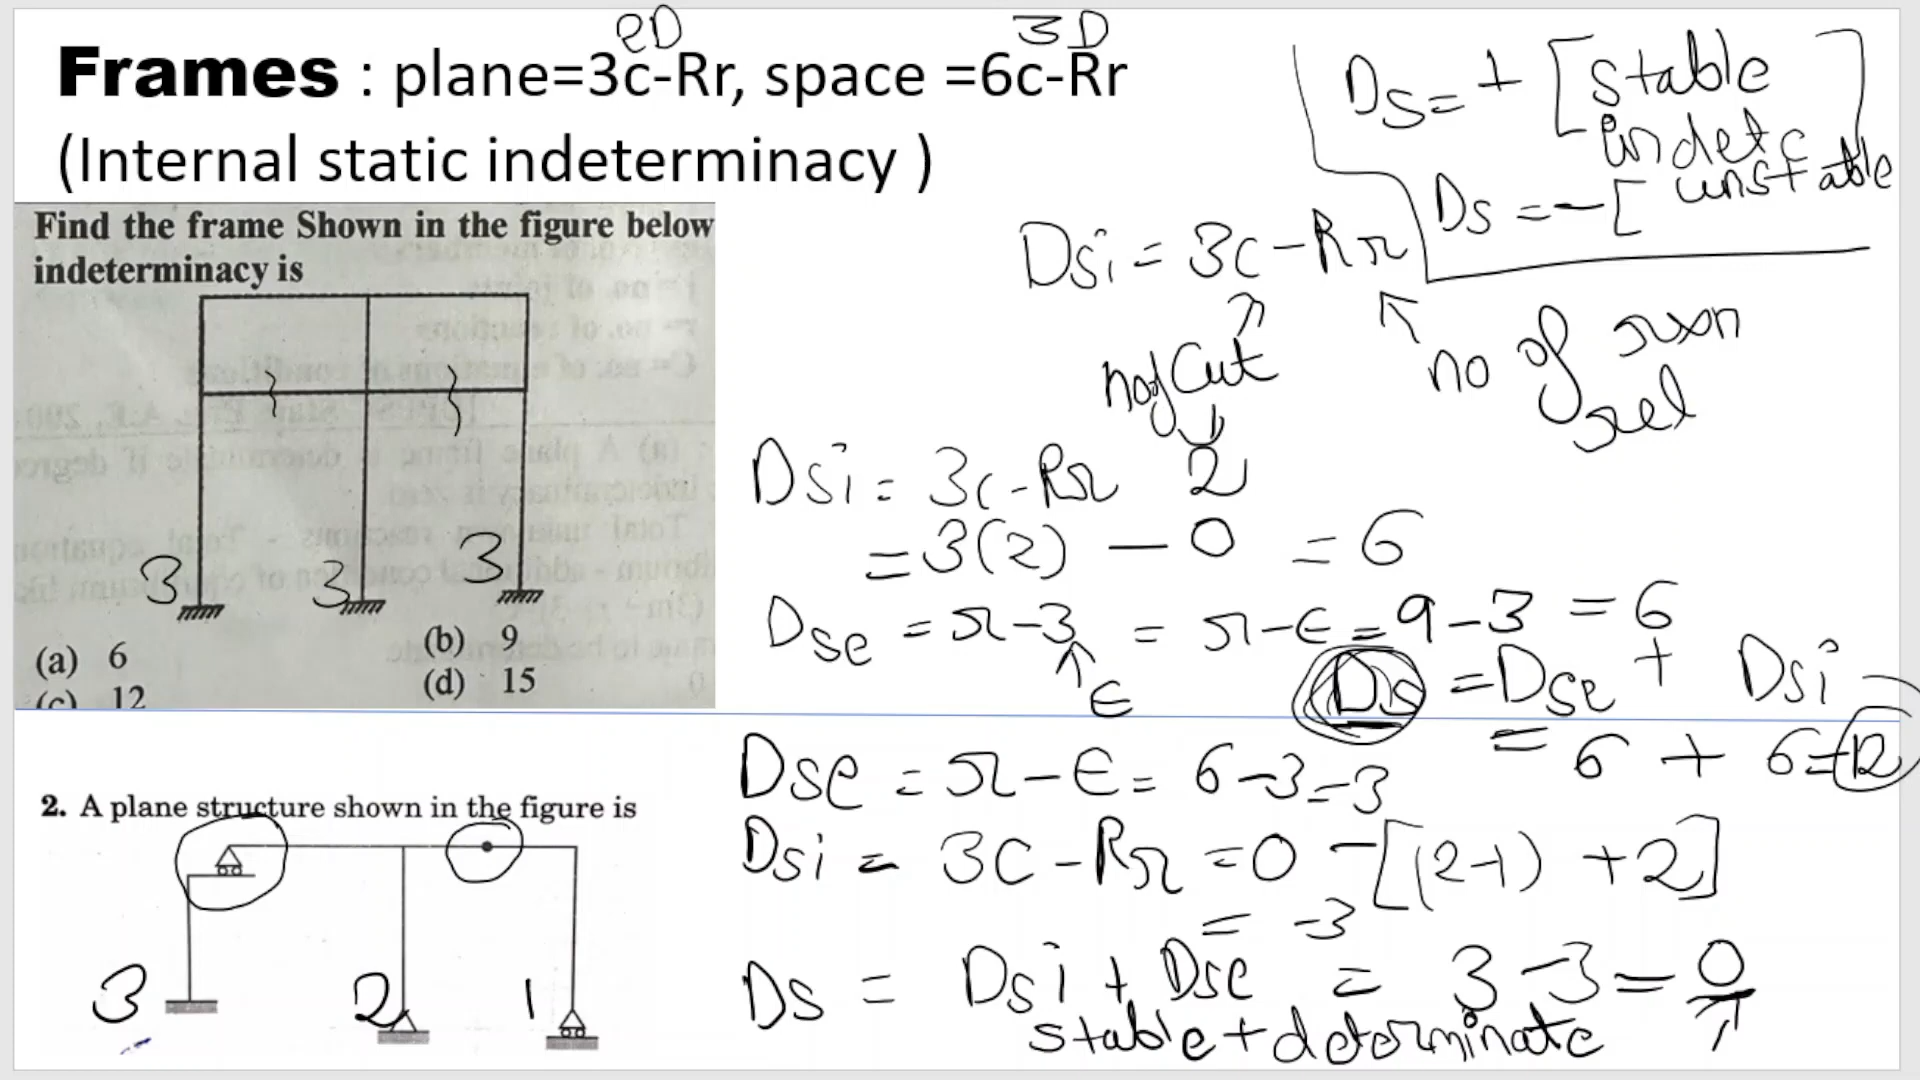 2D 3D
Frames : plane=3c-Rr, space =6c-Rr
(Internal static indeterminacy )
Ds = + [stable indet]
Ds = - [unstable
Find the frame Shown in the figure below
indeterminacy is
3 3 3
(a) 6
(b) 9
(c) 12
(d) 15
Dsi = 3c - Rr
no of cut
no of rxn rel
Dsi = 3c - Rr 2
= 3(2) - 0 = 6
Dse = r - 3 = r - E = 9 - 3 = 6
E
Ds = Dse + Dsi
= 6 + 6 = 12
2. A plane structure shown in the figure is
3 2 1
Dse = r - E = 6 - 3 = 3
Dsi = 3C - Rr = 0 - [(2-1) + 2]
= -3
Ds = Dsi + Dse = 3 - 3 = 0
stable + determinate